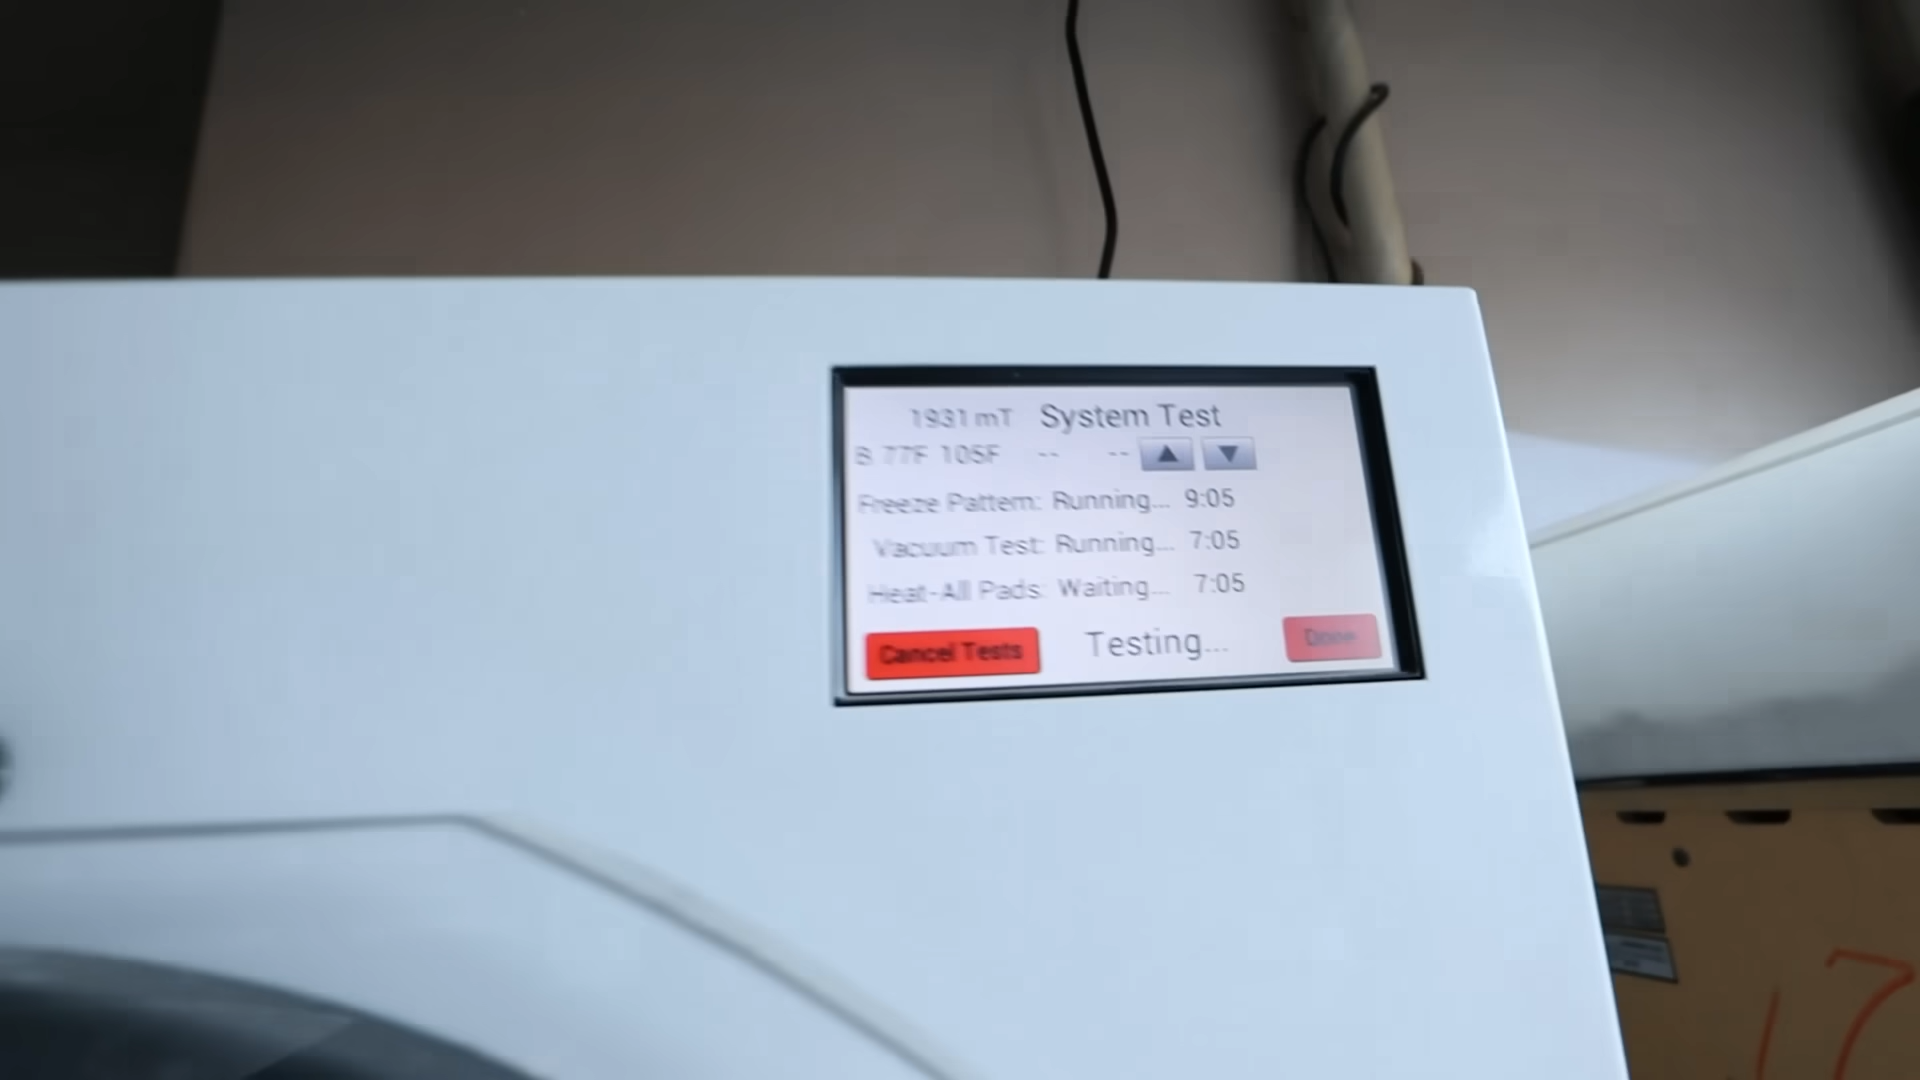 1931 mT System Test
B 77F 105F -- -- ▲ ▼
Freeze Pattern: Running... 9:05
Vacuum Test: Running... 7:05
Heat-All Pads: Waiting... 7:05
Cancel Tests Testing... Done
17